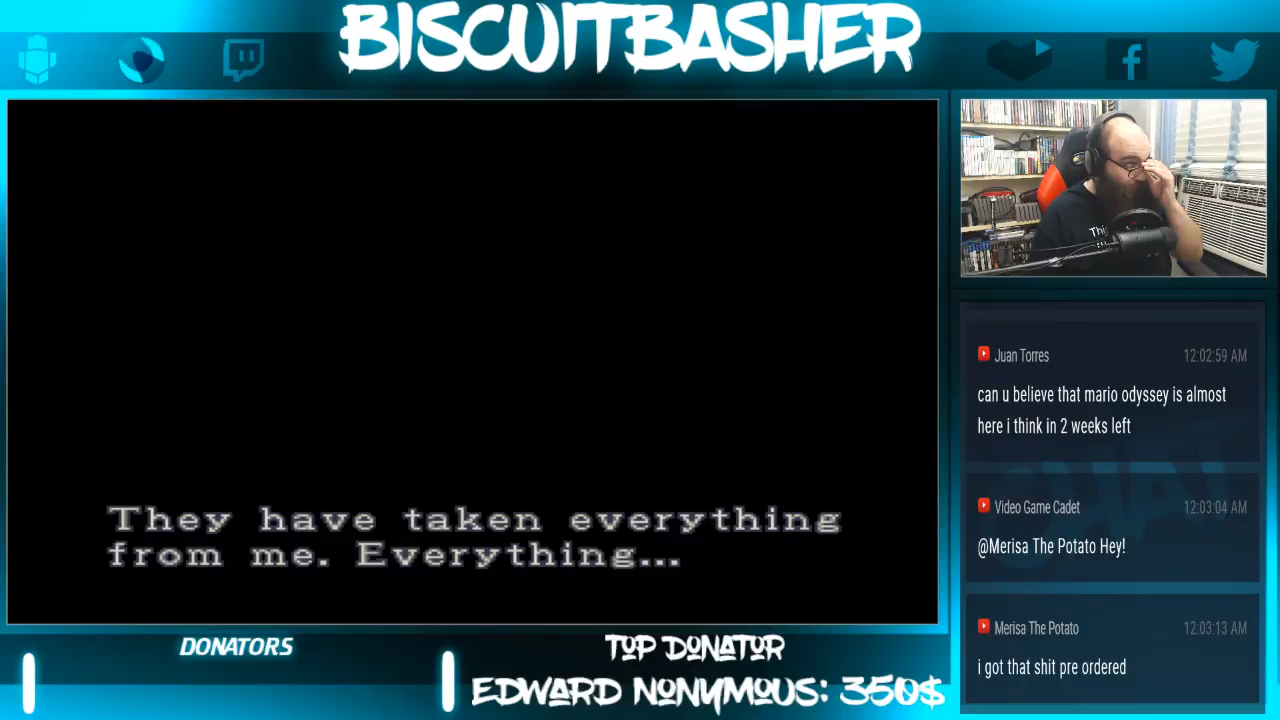 BISCUITBASHER
They have taken everything
from me. Everything...
DONATORS
TOP DONATOR
EDWARD NONYMOUS: 350$
Juan Torres 12:02:59 AM
can u believe that mario odyssey is almost
here i think in 2 weeks left
Video Game Cadet 12:03:04 AM
@Merisa The Potato Hey!
Merisa The Potato 12:03:13 AM
i got that shit pre ordered